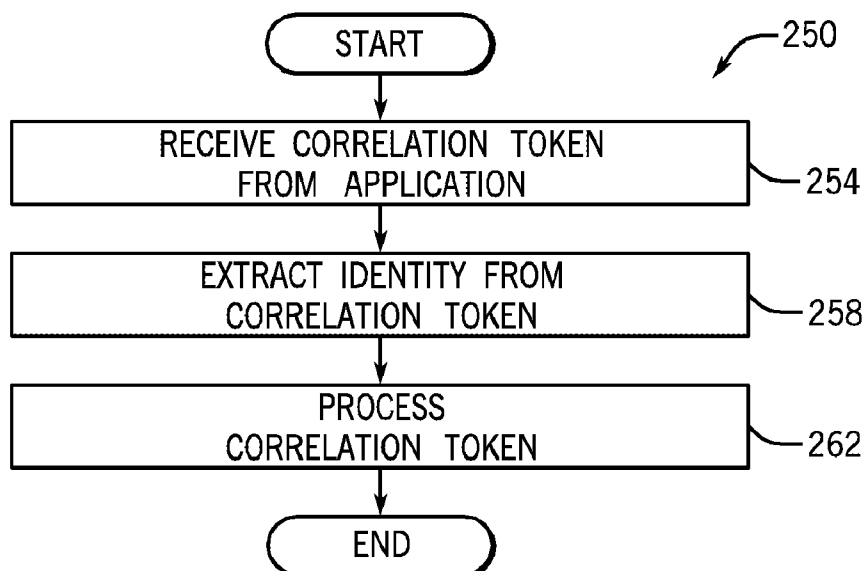 START
250
RECEIVE CORRELATION TOKEN
FROM APPLICATION
254
EXTRACT IDENTITY FROM
CORRELATION TOKEN
258
PROCESS
CORRELATION TOKEN
262
END